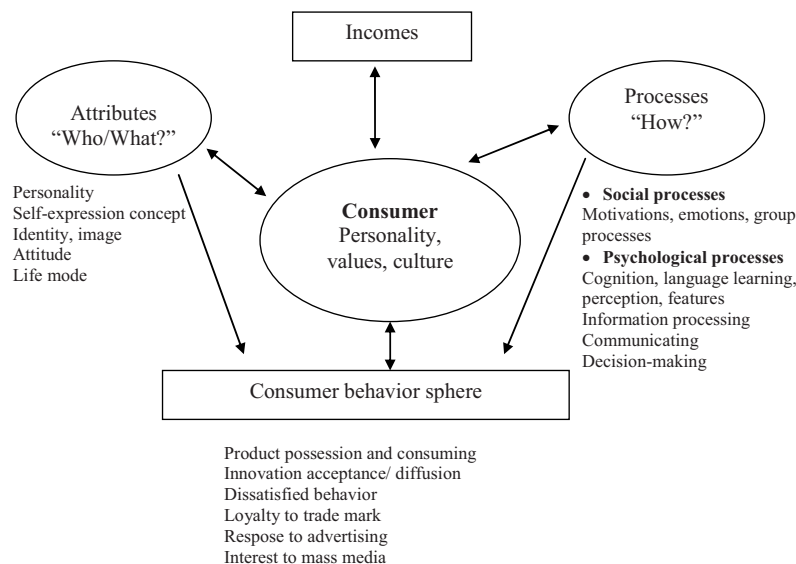 Incomes
Attributes
“Who/What?”
Personality
Self-expression concept
Identity, image
Attitude
Life mode
Consumer
Personality,
values, culture
Processes
“How?”
• Social processes
Motivations, emotions, group
processes
• Psychological processes
Cognition, language learning,
perception, features
Information processing
Communicating
Decision-making
Consumer behavior sphere
Product possession and consuming
Innovation acceptance/ diffusion
Dissatisfied behavior
Loyalty to trade mark
Respose to advertising
Interest to mass media